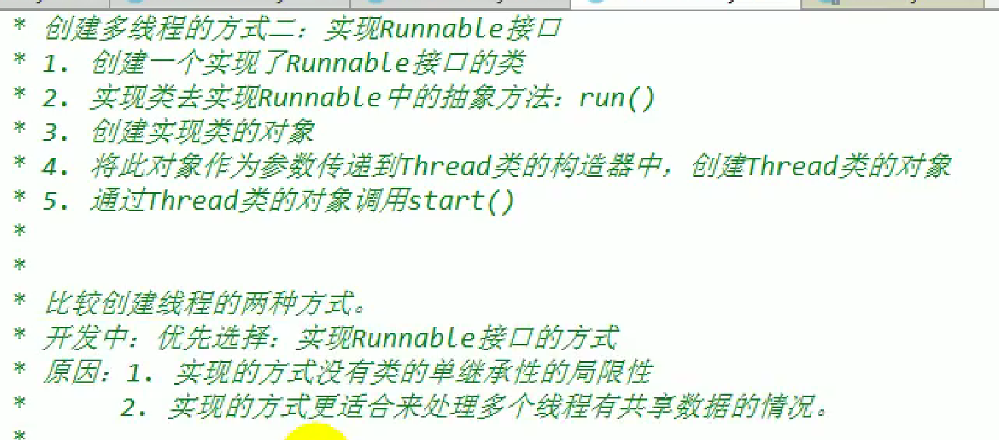 * 创建多线程的方式二：实现Runnable接口
* 1. 创建一个实现了Runnable接口的类
* 2. 实现类去实现Runnable中的抽象方法：run()
* 3. 创建实现类的对象
* 4. 将此对象作为参数传递到Thread类的构造器中，创建Thread类的对象
* 5. 通过Thread类的对象调用start()
*
*
* 比较创建线程的两种方式。
* 开发中：优先选择：实现Runnable接口的方式
* 原因：1. 实现的方式没有类的单继承性的局限性
* 2. 实现的方式更适合来处理多个线程有共享数据的情况。
*